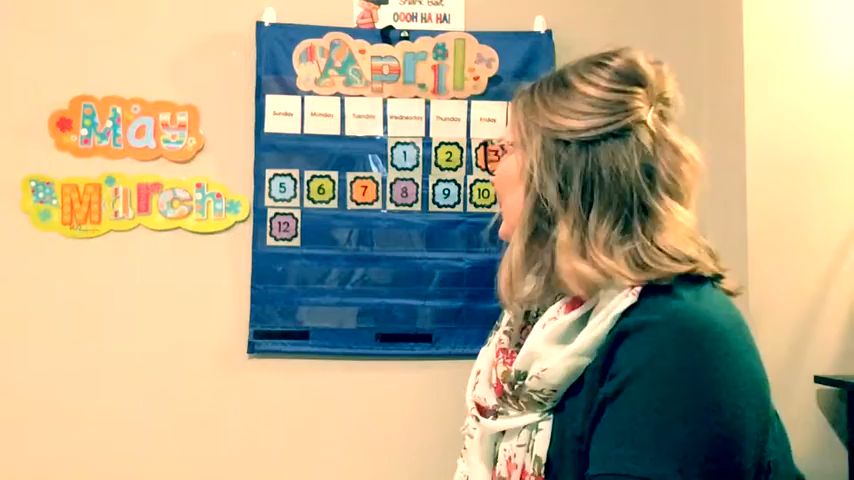 Shark Bait
OOOH HA HA!
April
Sunday Monday Tuesday Wednesday Thursday Friday
1 2 3
5 6 7 8 9 10
12
May
March